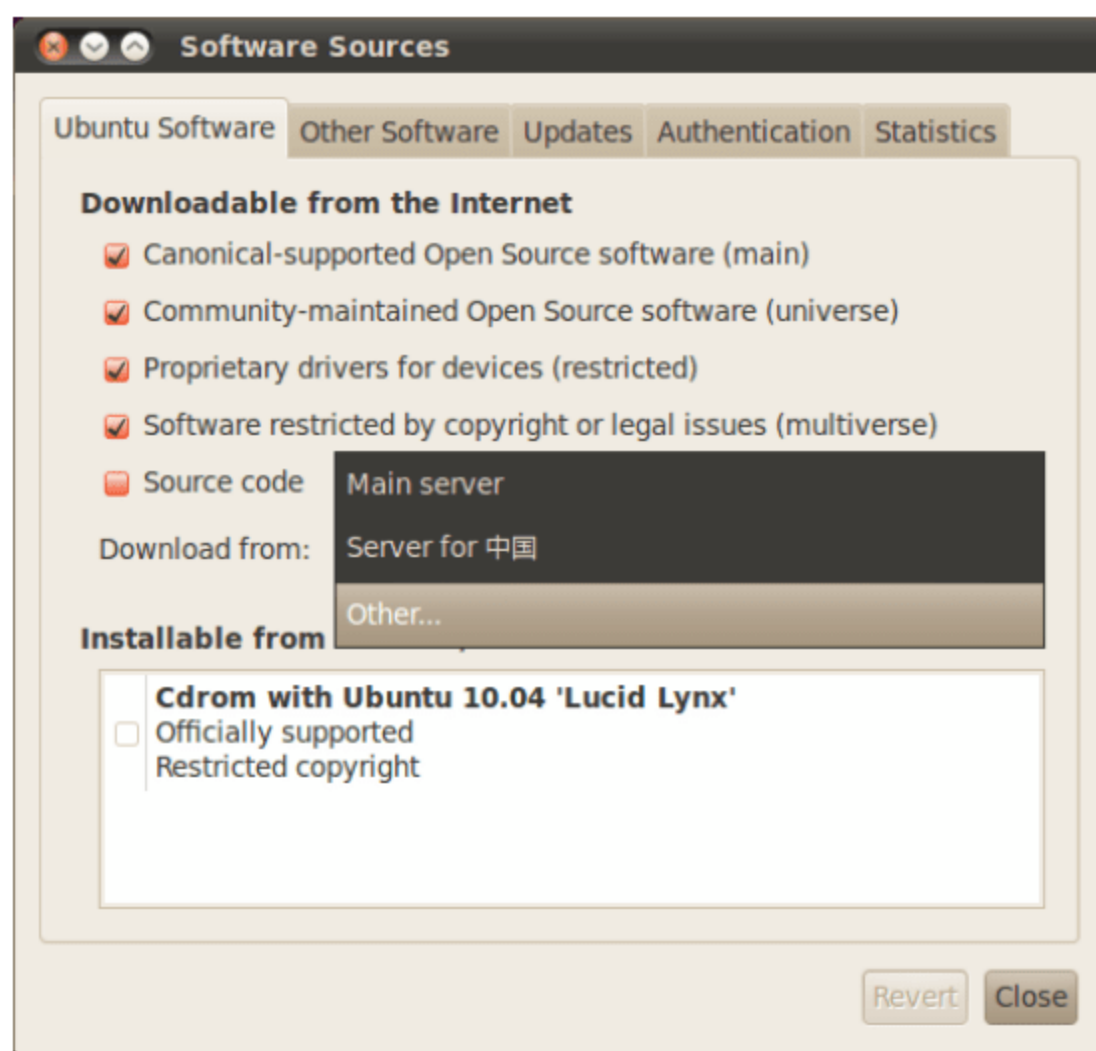 Software Sources
Ubuntu Software Other Software Updates Authentication Statistics
Downloadable from the Internet
Canonical-supported Open Source software (main)
Community-maintained Open Source software (universe)
Proprietary drivers for devices (restricted)
Software restricted by copyright or legal issues (multiverse)
Source code
Main server
Download from:
Server for 中国
Other...
Installable from
Cdrom with Ubuntu 10.04 'Lucid Lynx'
Officially supported
Restricted copyright
Revert Close